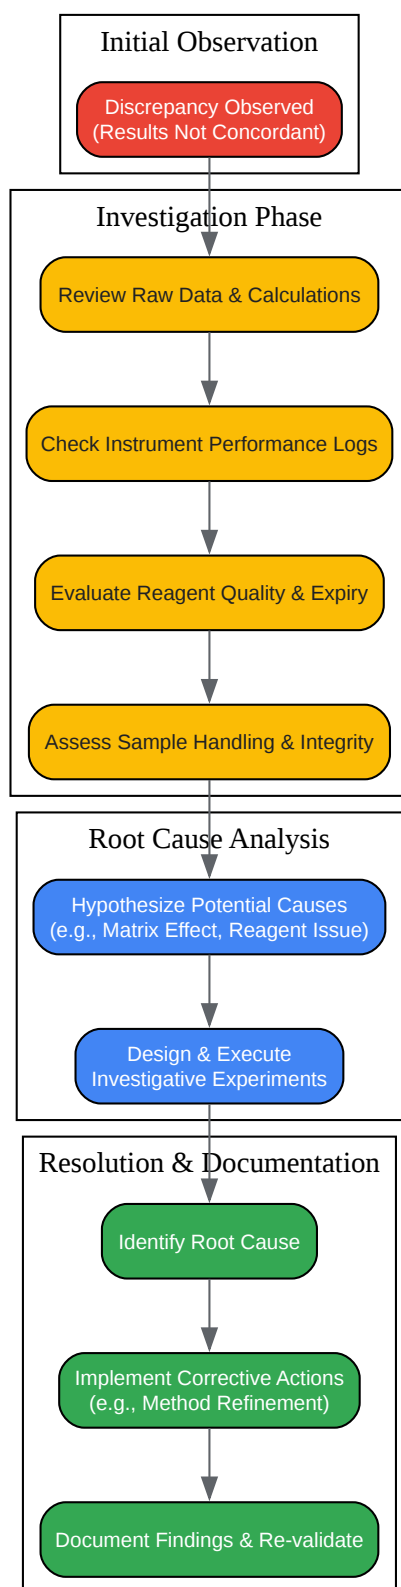 Initial Observation
Discrepancy Observed
(Results Not Concordant)
Investigation Phase
Review Raw Data & Calculations
Check Instrument Performance Logs
Evaluate Reagent Quality & Expiry
Assess Sample Handling & Integrity
Root Cause Analysis
Hypothesize Potential Causes
(e.g., Matrix Effect, Reagent Issue)
Design & Execute
Investigative Experiments
Resolution & Documentation
Identify Root Cause
Implement Corrective Actions
(e.g., Method Refinement)
Document Findings & Re-validate